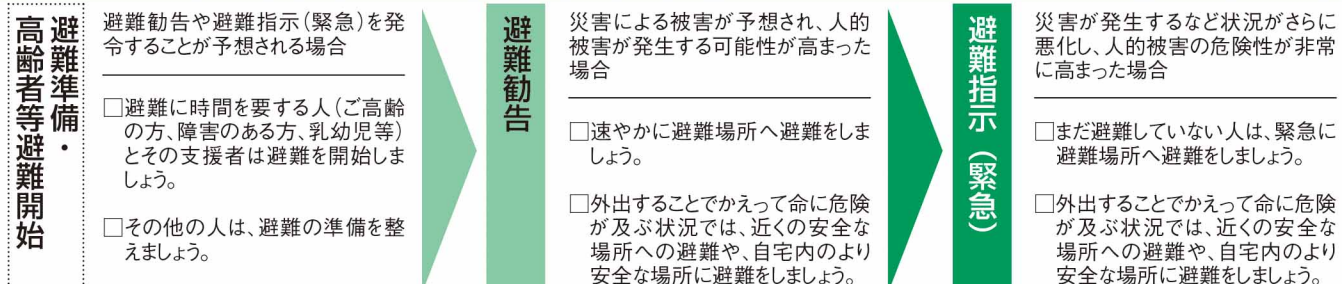 避難準備・
高齢者等避難開始
避難勧告や避難指示(緊急)を発
令することが予想される場合
□避難に時間を要する人(ご高齢
の方、障害のある方、乳幼児等)
とその支援者は避難を開始しま
しょう。
□その他の人は、避難の準備を整
えましょう。
避難勧告
災害による被害が予想され、人的
被害が発生する可能性が高まった
場合
□速やかに避難場所へ避難をしま
しょう。
□外出することでかえって命に危険
が及ぶ状況では、近くの安全な
場所への避難や、自宅内のより
安全な場所に避難をしましょう。
避難指示(緊急)
災害が発生するなど状況がさらに
悪化し、人的被害の危険性が非常
に高まった場合
□まだ避難していない人は、緊急に
避難場所へ避難をしましょう。
□外出することでかえって命に危険
が及ぶ状況では、近くの安全な
場所への避難や、自宅内のより
安全な場所に避難をしましょう。